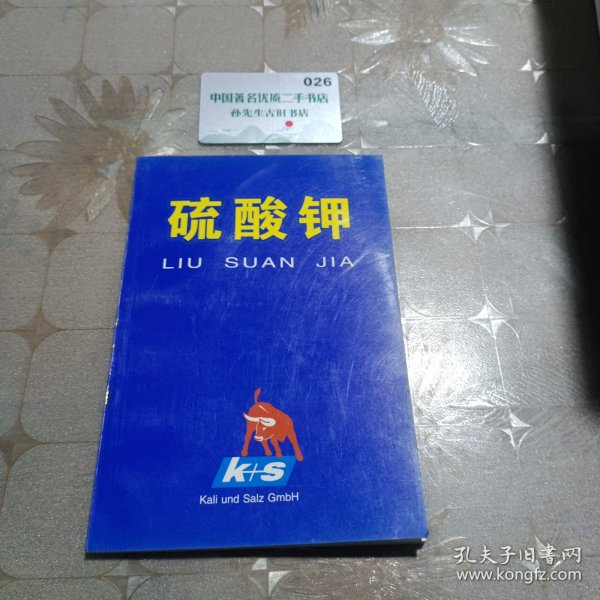 026
中国著名优质二手书店
孙先生古旧书店
硫酸钾
LIU SUAN JIA
k+s
Kali und Salz GmbH
孔夫子旧書网
www.kongfz.com